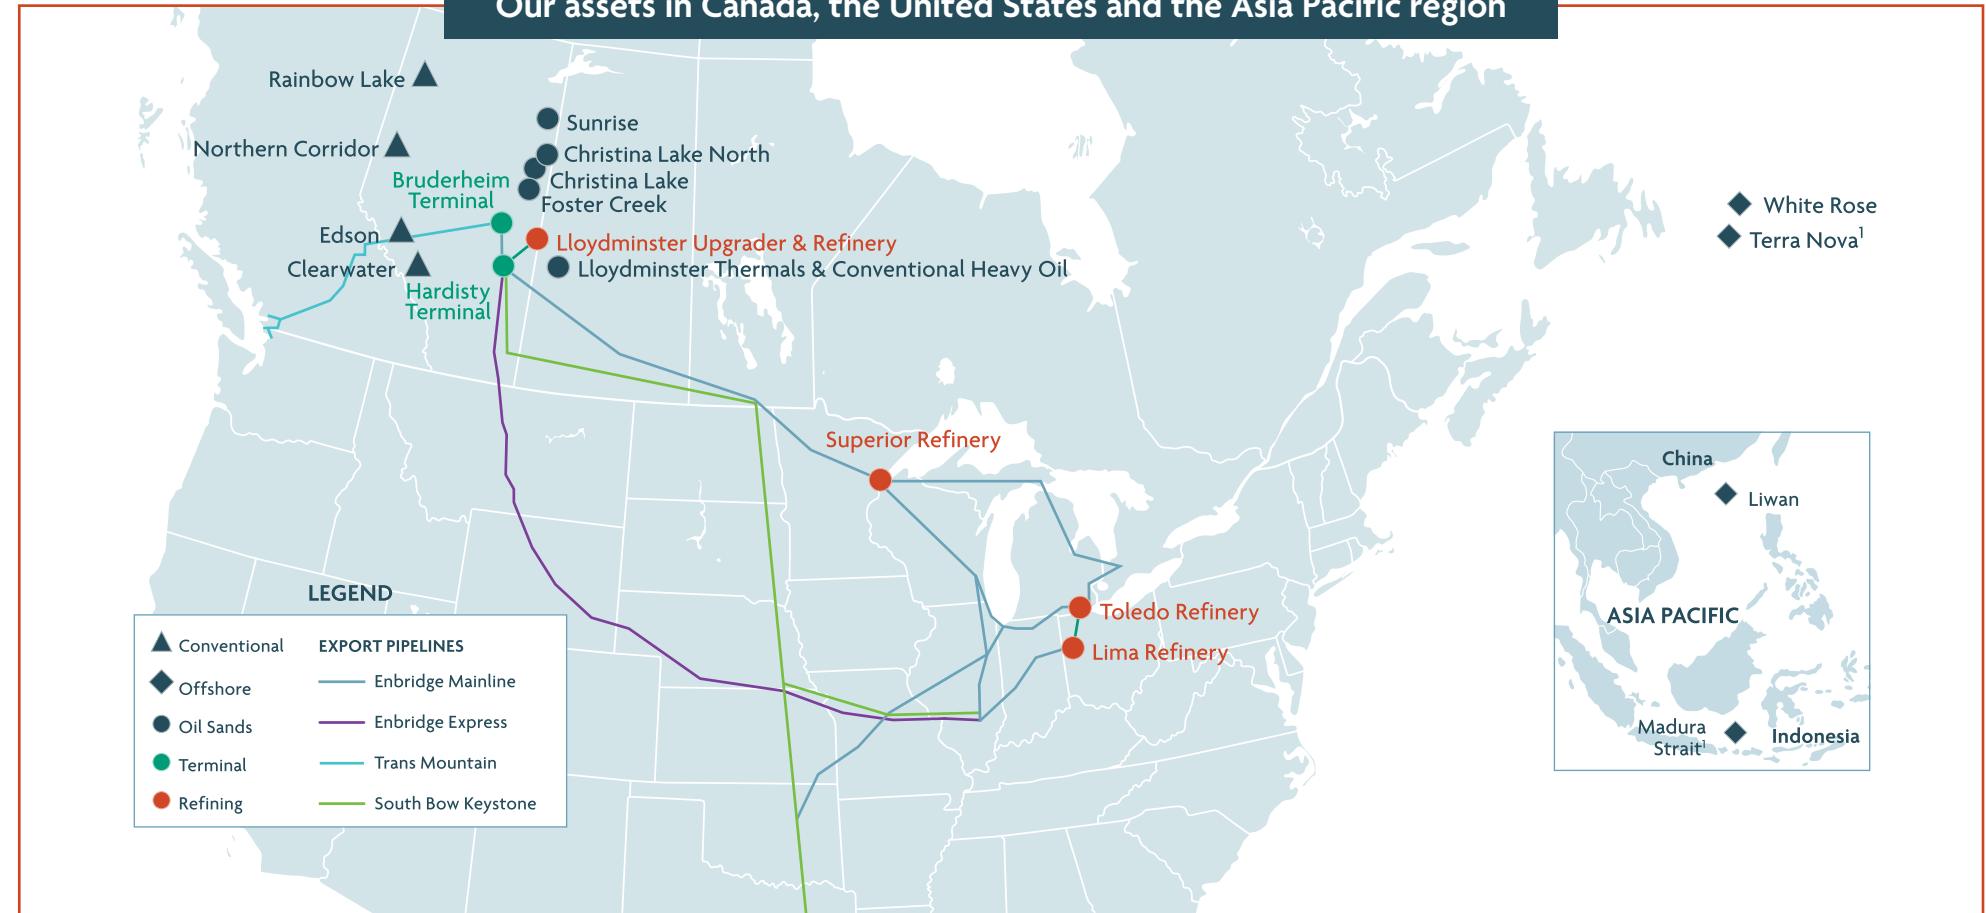 Our assets in Canada, the United States and the Asia Pacific region
Rainbow Lake
Sunrise
Northern Corridor
Christina Lake North
Bruderheim
Terminal
Christina Lake
Foster Creek
Edson
Lloydminster Upgrader & Refinery
Clearwater
Lloydminster Thermals & Conventional Heavy Oil
Hardisty
Terminal
White Rose
Terra Nova¹
Superior Refinery
Toledo Refinery
Lima Refinery
China
Liwan
ASIA PACIFIC
Madura
Strait¹
Indonesia
LEGEND
Conventional
Offshore
Oil Sands
Terminal
Refining
EXPORT PIPELINES
Enbridge Mainline
Enbridge Express
Trans Mountain
South Bow Keystone